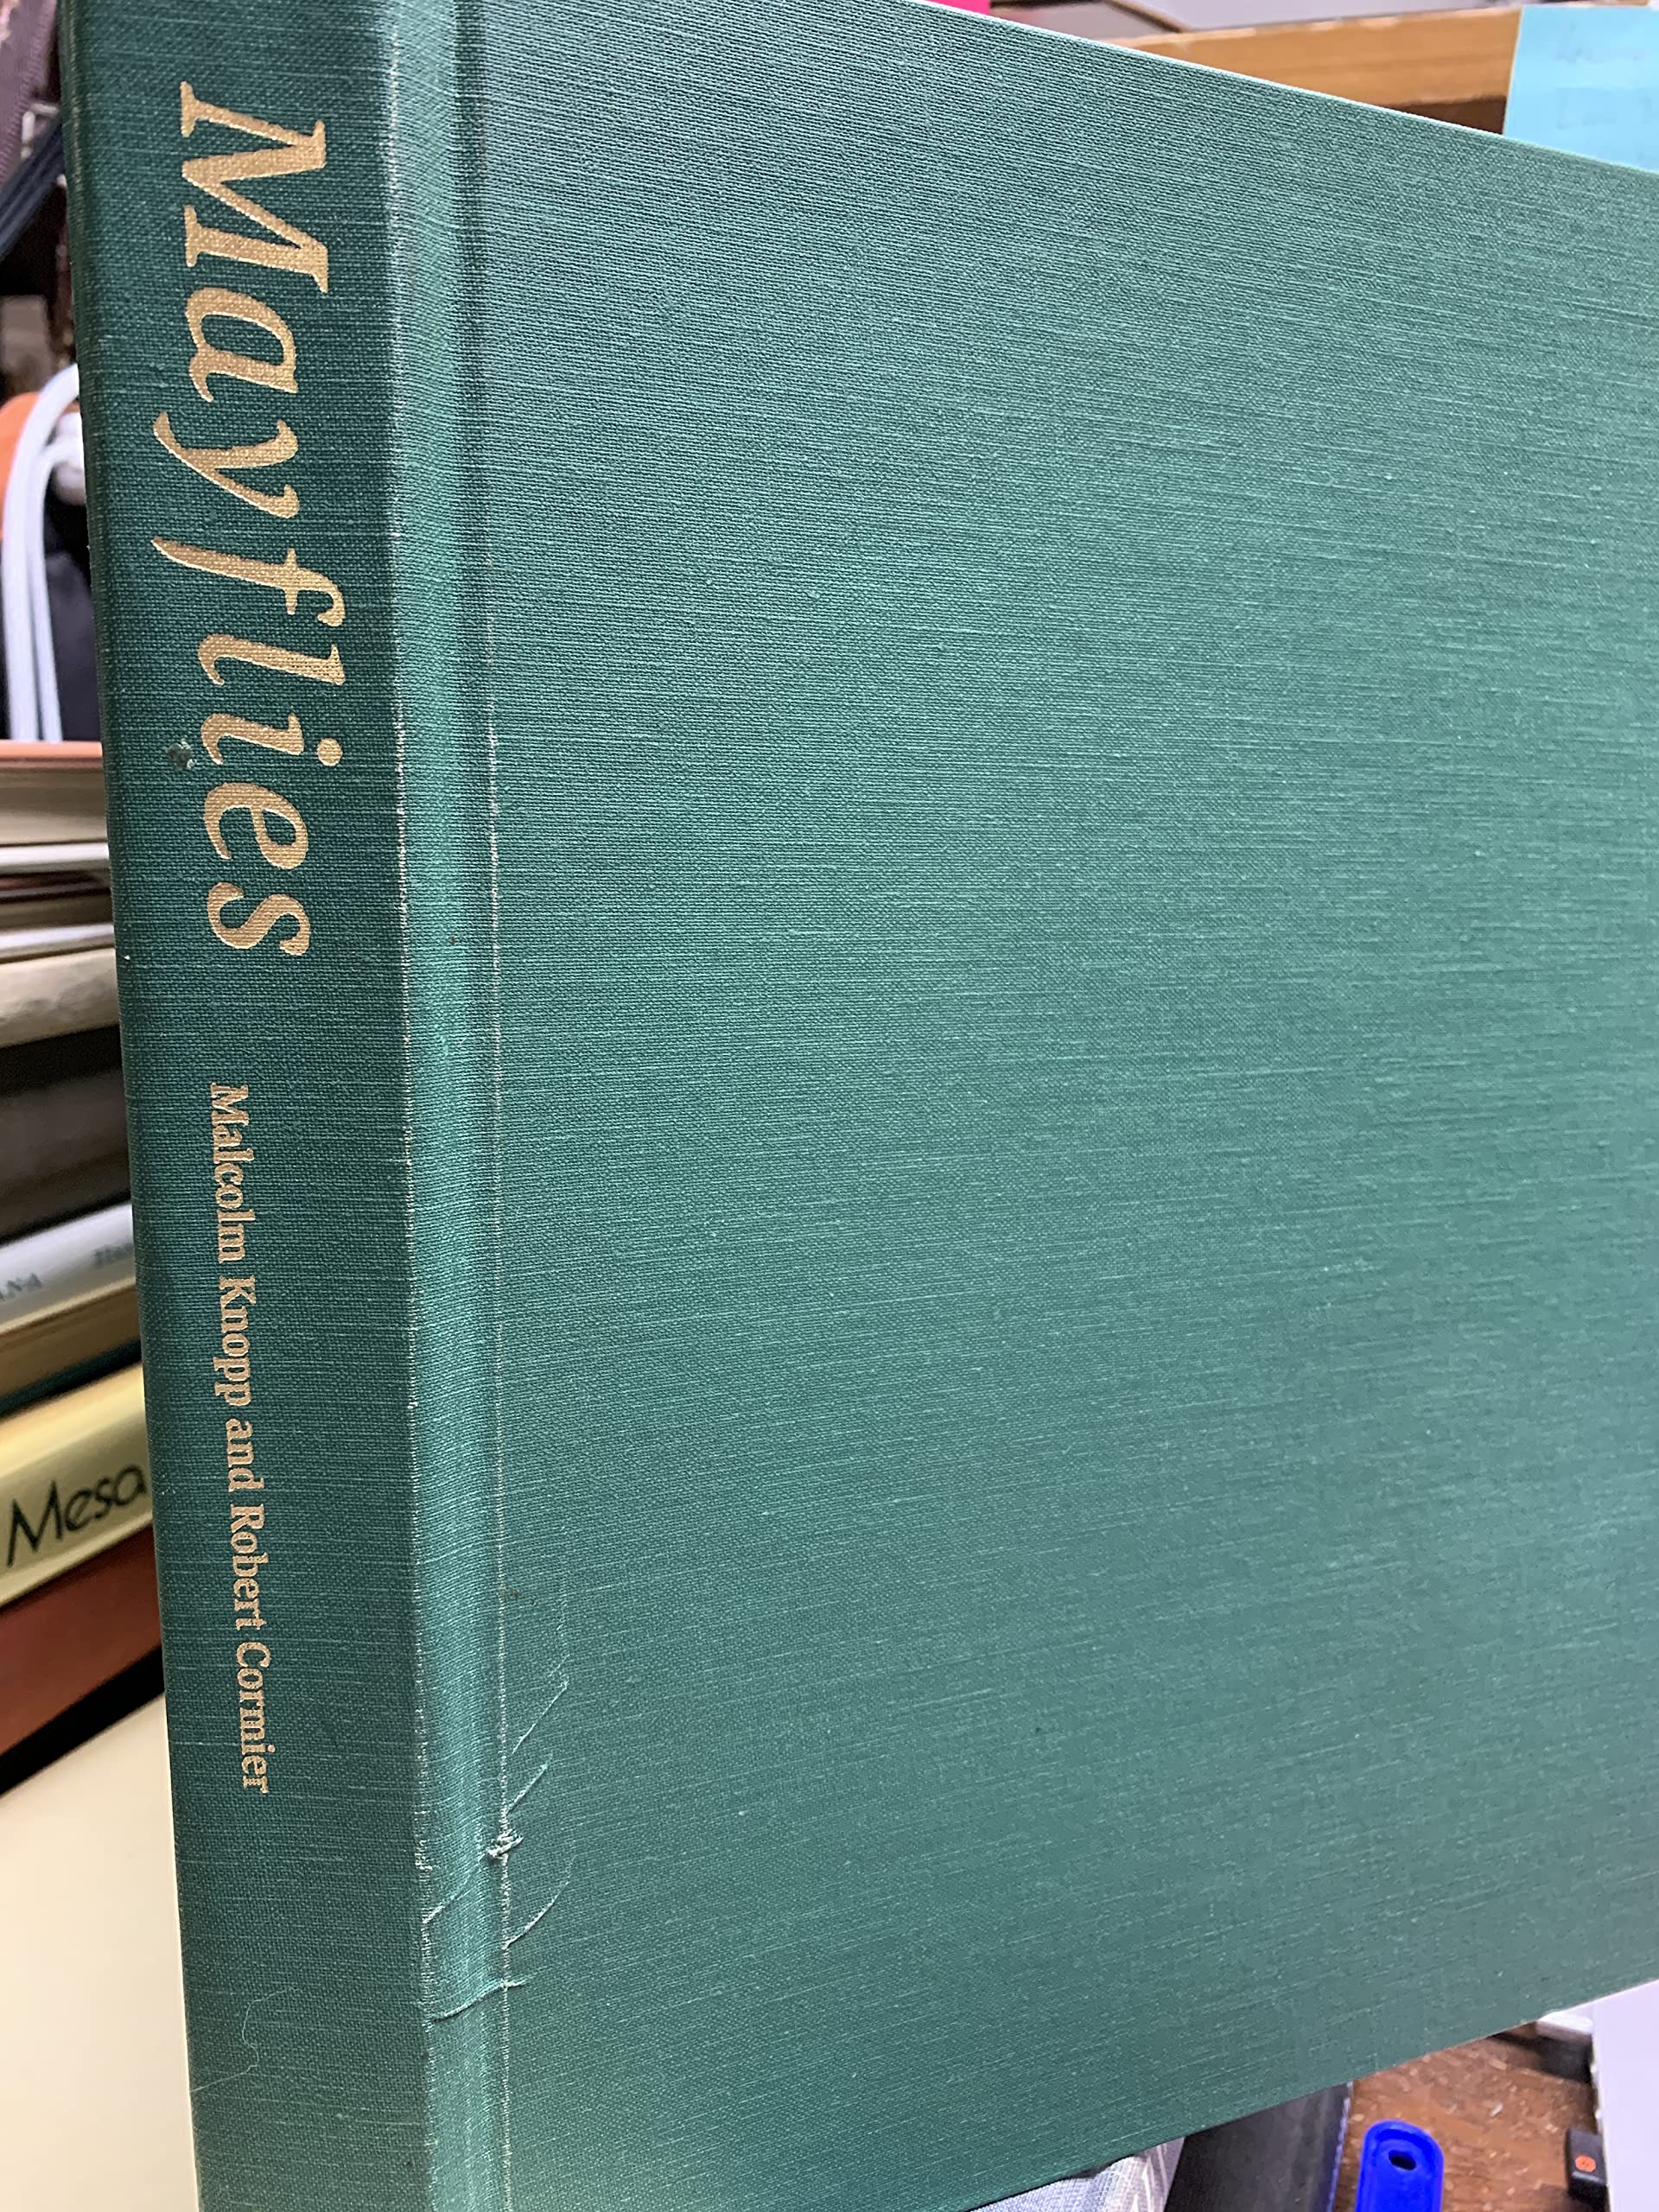 Mayflies
Malcolm Knopp and Robert Cormier
Mesa